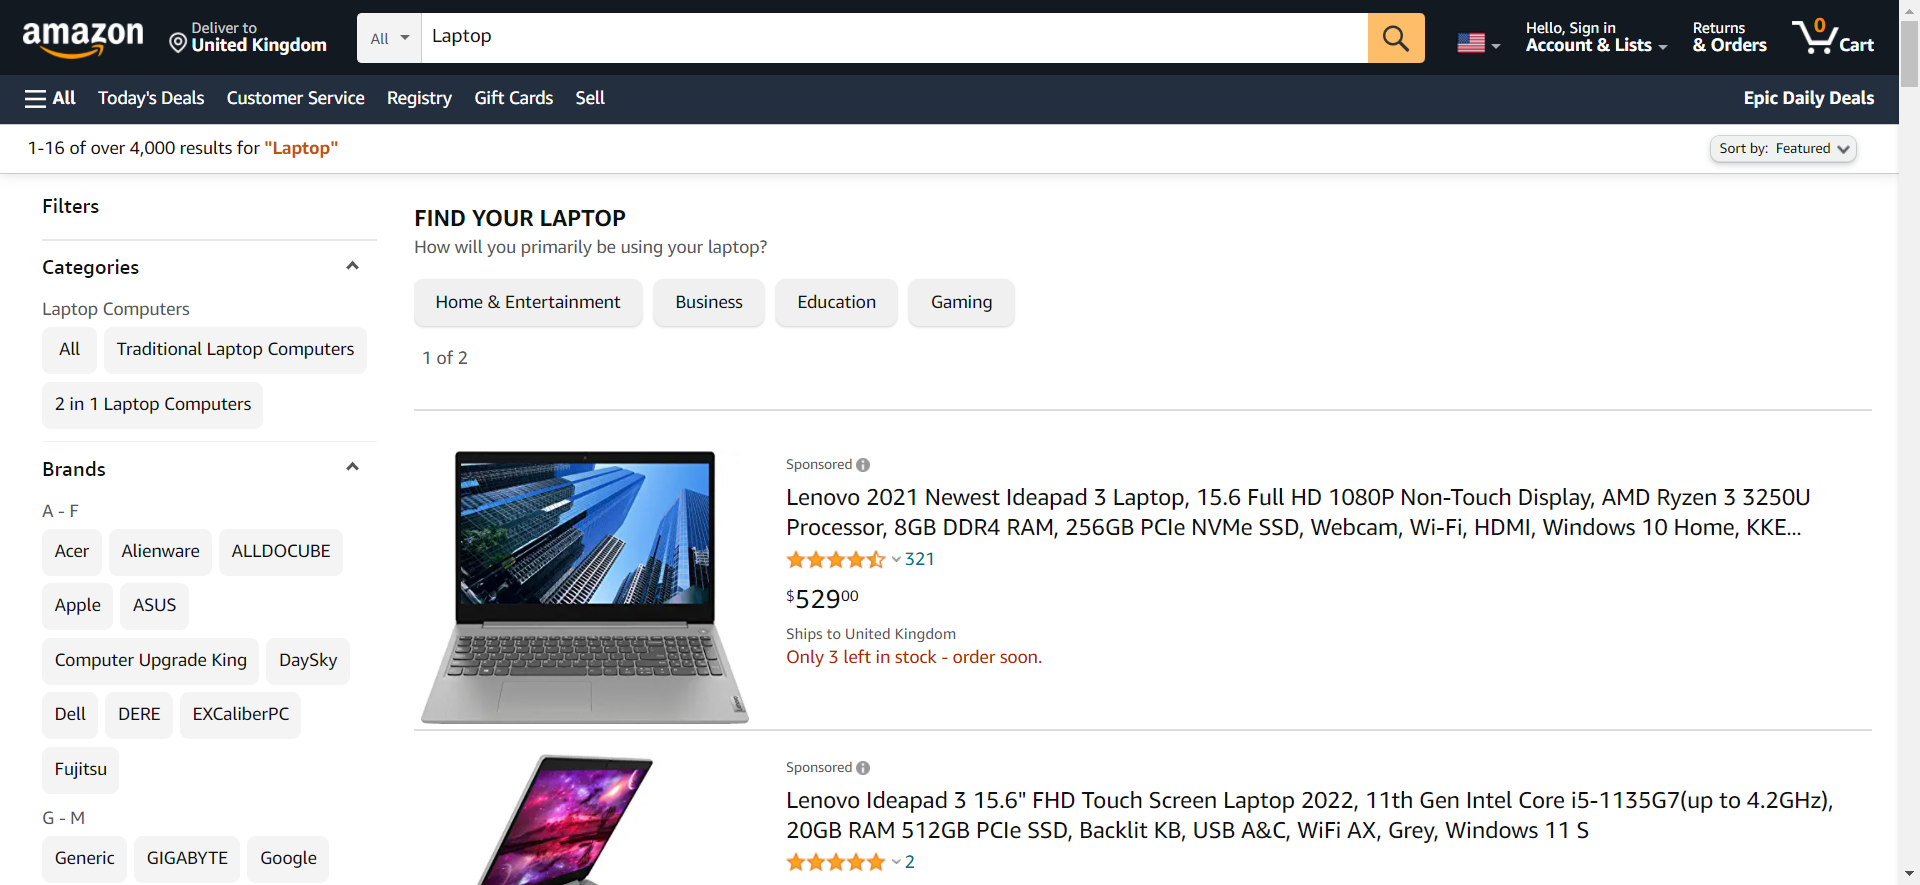 amazon
Deliver to
United Kingdom
All
Laptop
Hello, Sign in
Account & Lists
Returns
& Orders
0
Cart
All
Today's Deals
Customer Service
Registry
Gift Cards
Sell
Epic Daily Deals
1-16 of over 4,000 results for "Laptop"
Sort by: Featured
Filters
Categories
Laptop Computers
All
Traditional Laptop Computers
2 in 1 Laptop Computers
Brands
A - F
Acer
Alienware
ALLDOCUBE
Apple
ASUS
Computer Upgrade King
DaySky
Dell
DERE
EXCaliberPC
Fujitsu
G - M
Generic
GIGABYTE
Google
FIND YOUR LAPTOP
How will you primarily be using your laptop?
Home & Entertainment
Business
Education
Gaming
1 of 2
Lenovo
Sponsored
Lenovo 2021 Newest Ideapad 3 Laptop, 15.6 Full HD 1080P Non-Touch Display, AMD Ryzen 3 3250U
Processor, 8GB DDR4 RAM, 256GB PCIe NVMe SSD, Webcam, Wi-Fi, HDMI, Windows 10 Home, KKE...
321
$52900
Ships to United Kingdom
Only 3 left in stock - order soon.
Sponsored
Lenovo Ideapad 3 15.6" FHD Touch Screen Laptop 2022, 11th Gen Intel Core i5-1135G7(up to 4.2GHz),
20GB RAM 512GB PCIe SSD, Backlit KB, USB A&C, WiFi AX, Grey, Windows 11 S
2